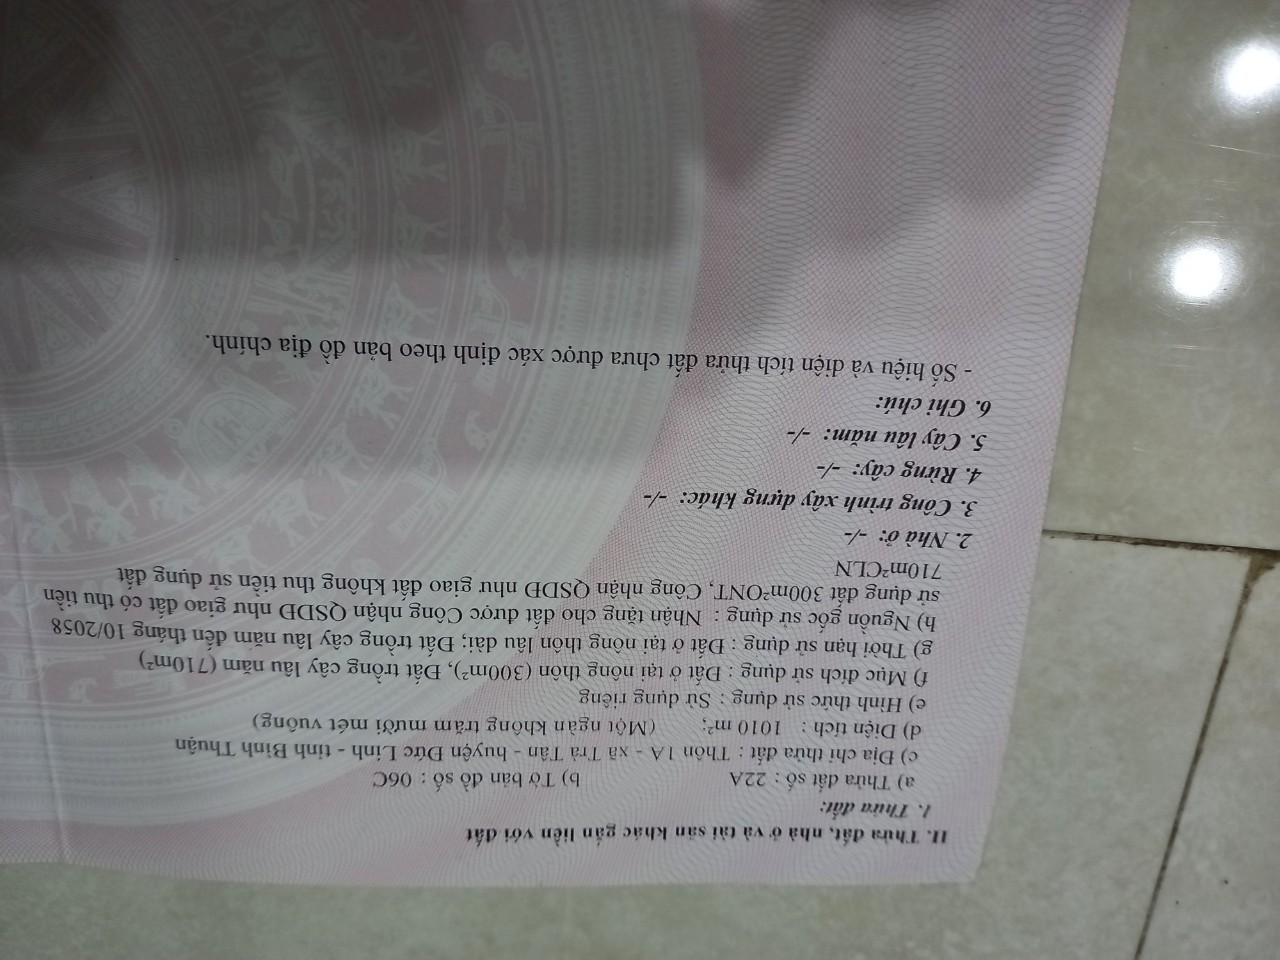 II. Thửa đất, nhà ở và tài sản khác gắn liền với đất
1. Thửa đất:
a) Thửa đất số : 22A b) Tờ bản đồ số : 06C
c) Địa chỉ thửa đất : Thôn 1A - xã Trà Tân - huyện Đức Linh - tỉnh Bình Thuận
d) Diện tích : 1010 m²; (Một ngàn không trăm mười mét vuông)
e) Hình thức sử dụng : Sử dụng riêng
f) Mục đích sử dụng : Đất ở tại nông thôn (300m²), Đất trồng cây lâu năm (710m²)
g) Thời hạn sử dụng : Đất ở tại nông thôn lâu dài; Đất trồng cây lâu năm đến tháng 10/2058
h) Nguồn gốc sử dụng : Nhận tặng cho đất được Công nhận QSDĐ như giao đất có thu tiền
sử dụng đất 300m²ONT, Công nhận QSDĐ như giao đất không thu tiền sử dụng đất
710m²CLN
2. Nhà ở: -/-
3. Công trình xây dựng khác: -/-
4. Rừng cây: -/-
5. Cây lâu năm: -/-
6. Ghi chú:
- Số hiệu và diện tích thửa đất chưa được xác định theo bản đồ địa chính.